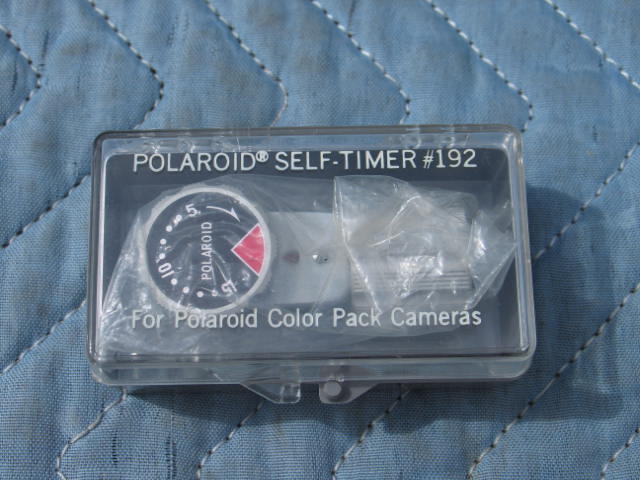 POLAROID® SELF-TIMER #192
5
10
15
POLAROID
For Polaroid Color Pack Cameras